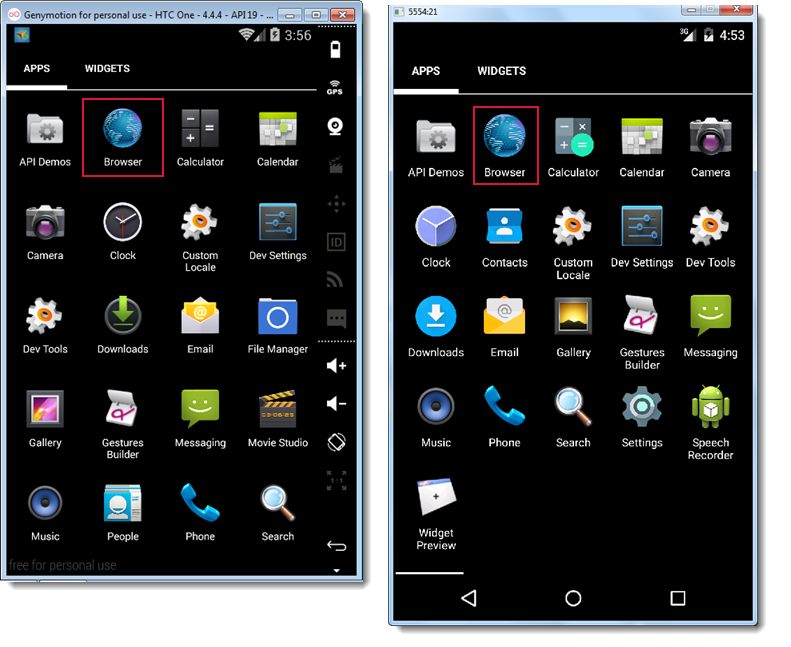 Genymotion for personal use - HTC One - 4.4.4 - API 19 - ...
3:56
APPS WIDGETS
GPS
API Demos Browser Calculator Calendar
Camera Clock Custom Locale Dev Settings
ID
Dev Tools Downloads Email File Manager
Gallery Gestures Builder Messaging Movie Studio
1:1
Music People Phone Search
free for personal use
5554:21
3G 4:53
APPS WIDGETS
API Demos Browser Calculator Calendar Camera
Clock Contacts Custom Locale Dev Settings Dev Tools
Downloads Email Gallery Gestures Builder Messaging
Music Phone Search Settings Speech Recorder
Widget Preview